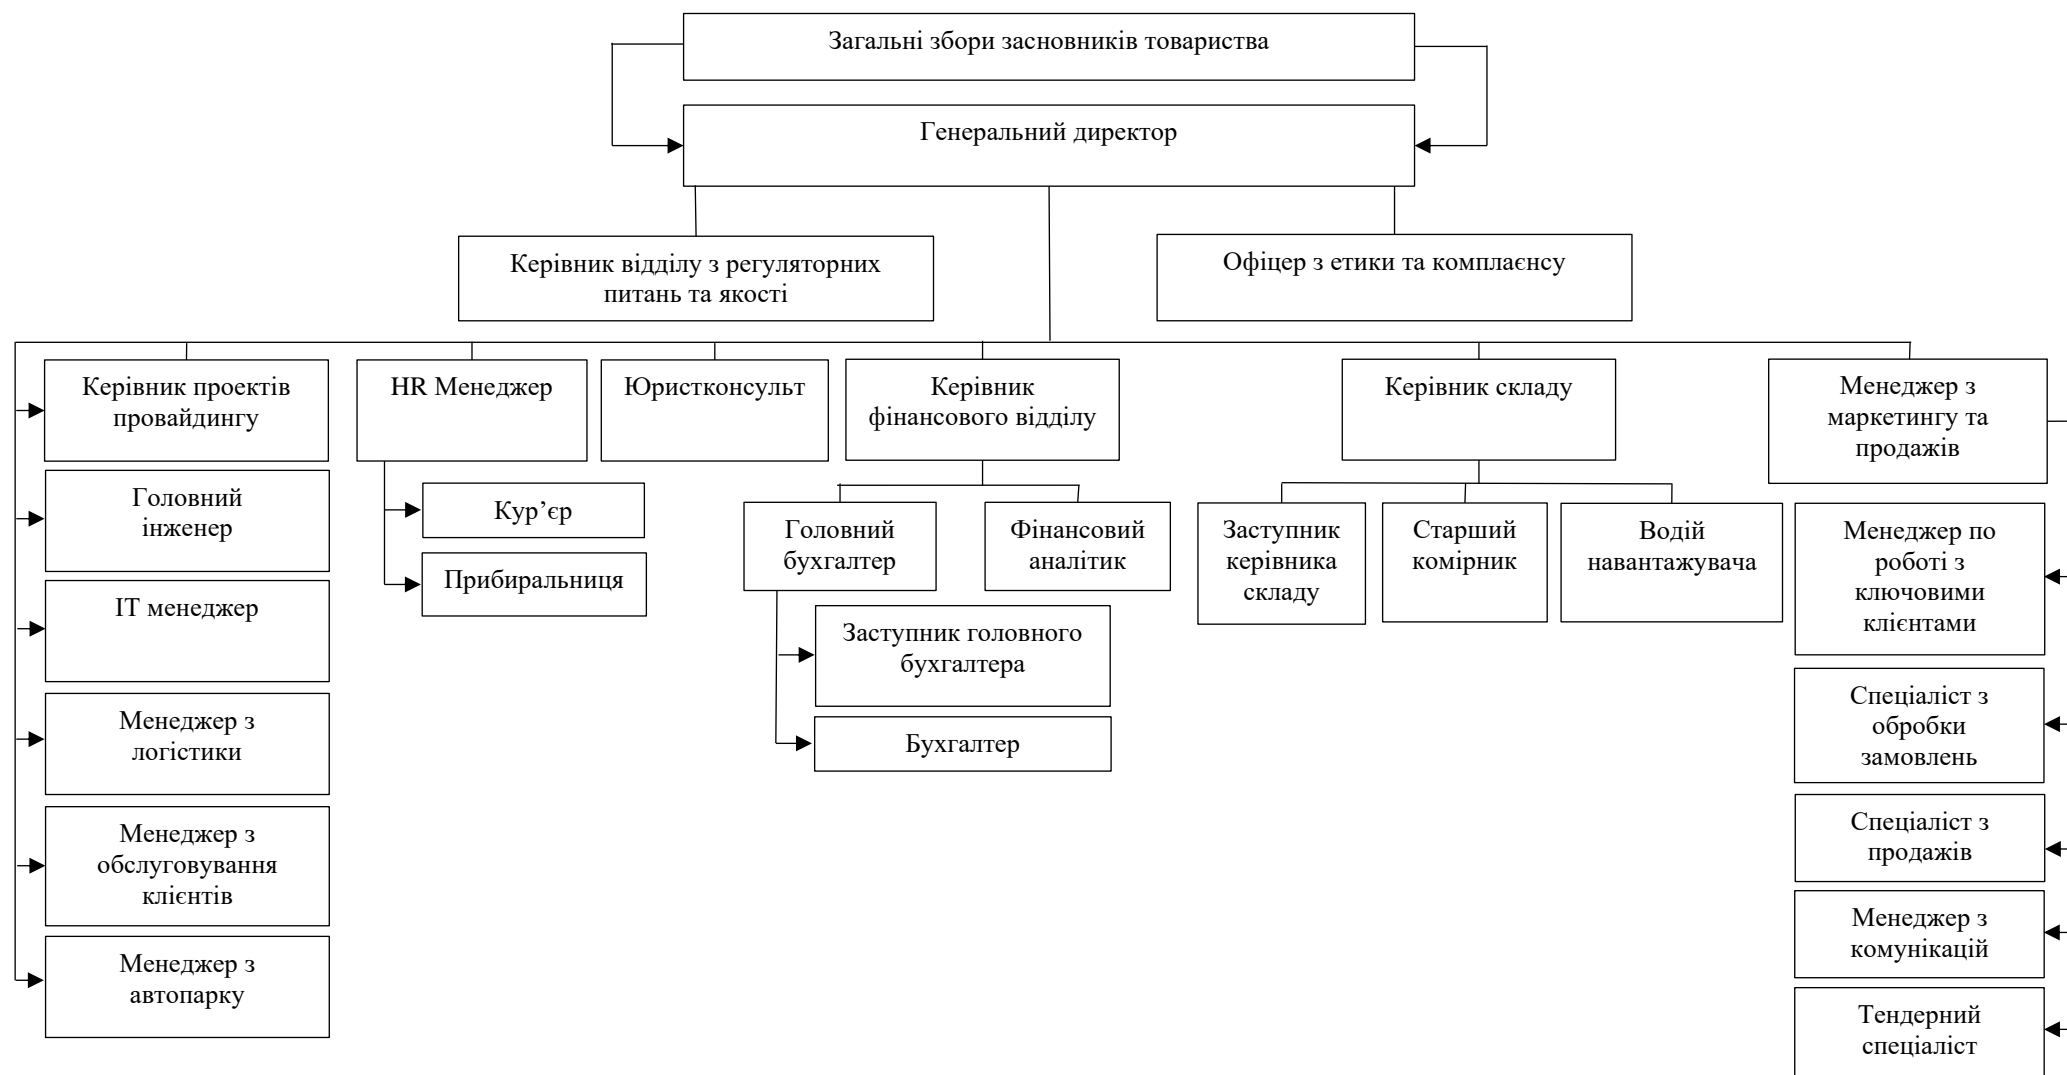 Загальні збори засновників товариства
Генеральний директор
Керівник відділу з регуляторних
питань та якості
Офіцер з етики та комплаєнсу
Керівник проектів
провайдингу
HR Менеджер
Юристконсульт
Керівник
фінансового відділу
Керівник складу
Менеджер з
маркетингу та
продажів
Головний
інженер
ІТ менеджер
Менеджер з
логістики
Менеджер з
обслуговування
клієнтів
Менеджер з
автопарку
Кур’єр
Прибиральниця
Головний
бухгалтер
Фінансовий
аналітик
Заступник головного
бухгалтера
Бухгалтер
Заступник
керівника
складу
Старший
комірник
Водій
навантажувача
Менеджер по
роботі з
ключовими
клієнтами
Спеціаліст з
обробки
замовлень
Спеціаліст з
продажів
Менеджер з
комунікацій
Тендерний
спеціаліст